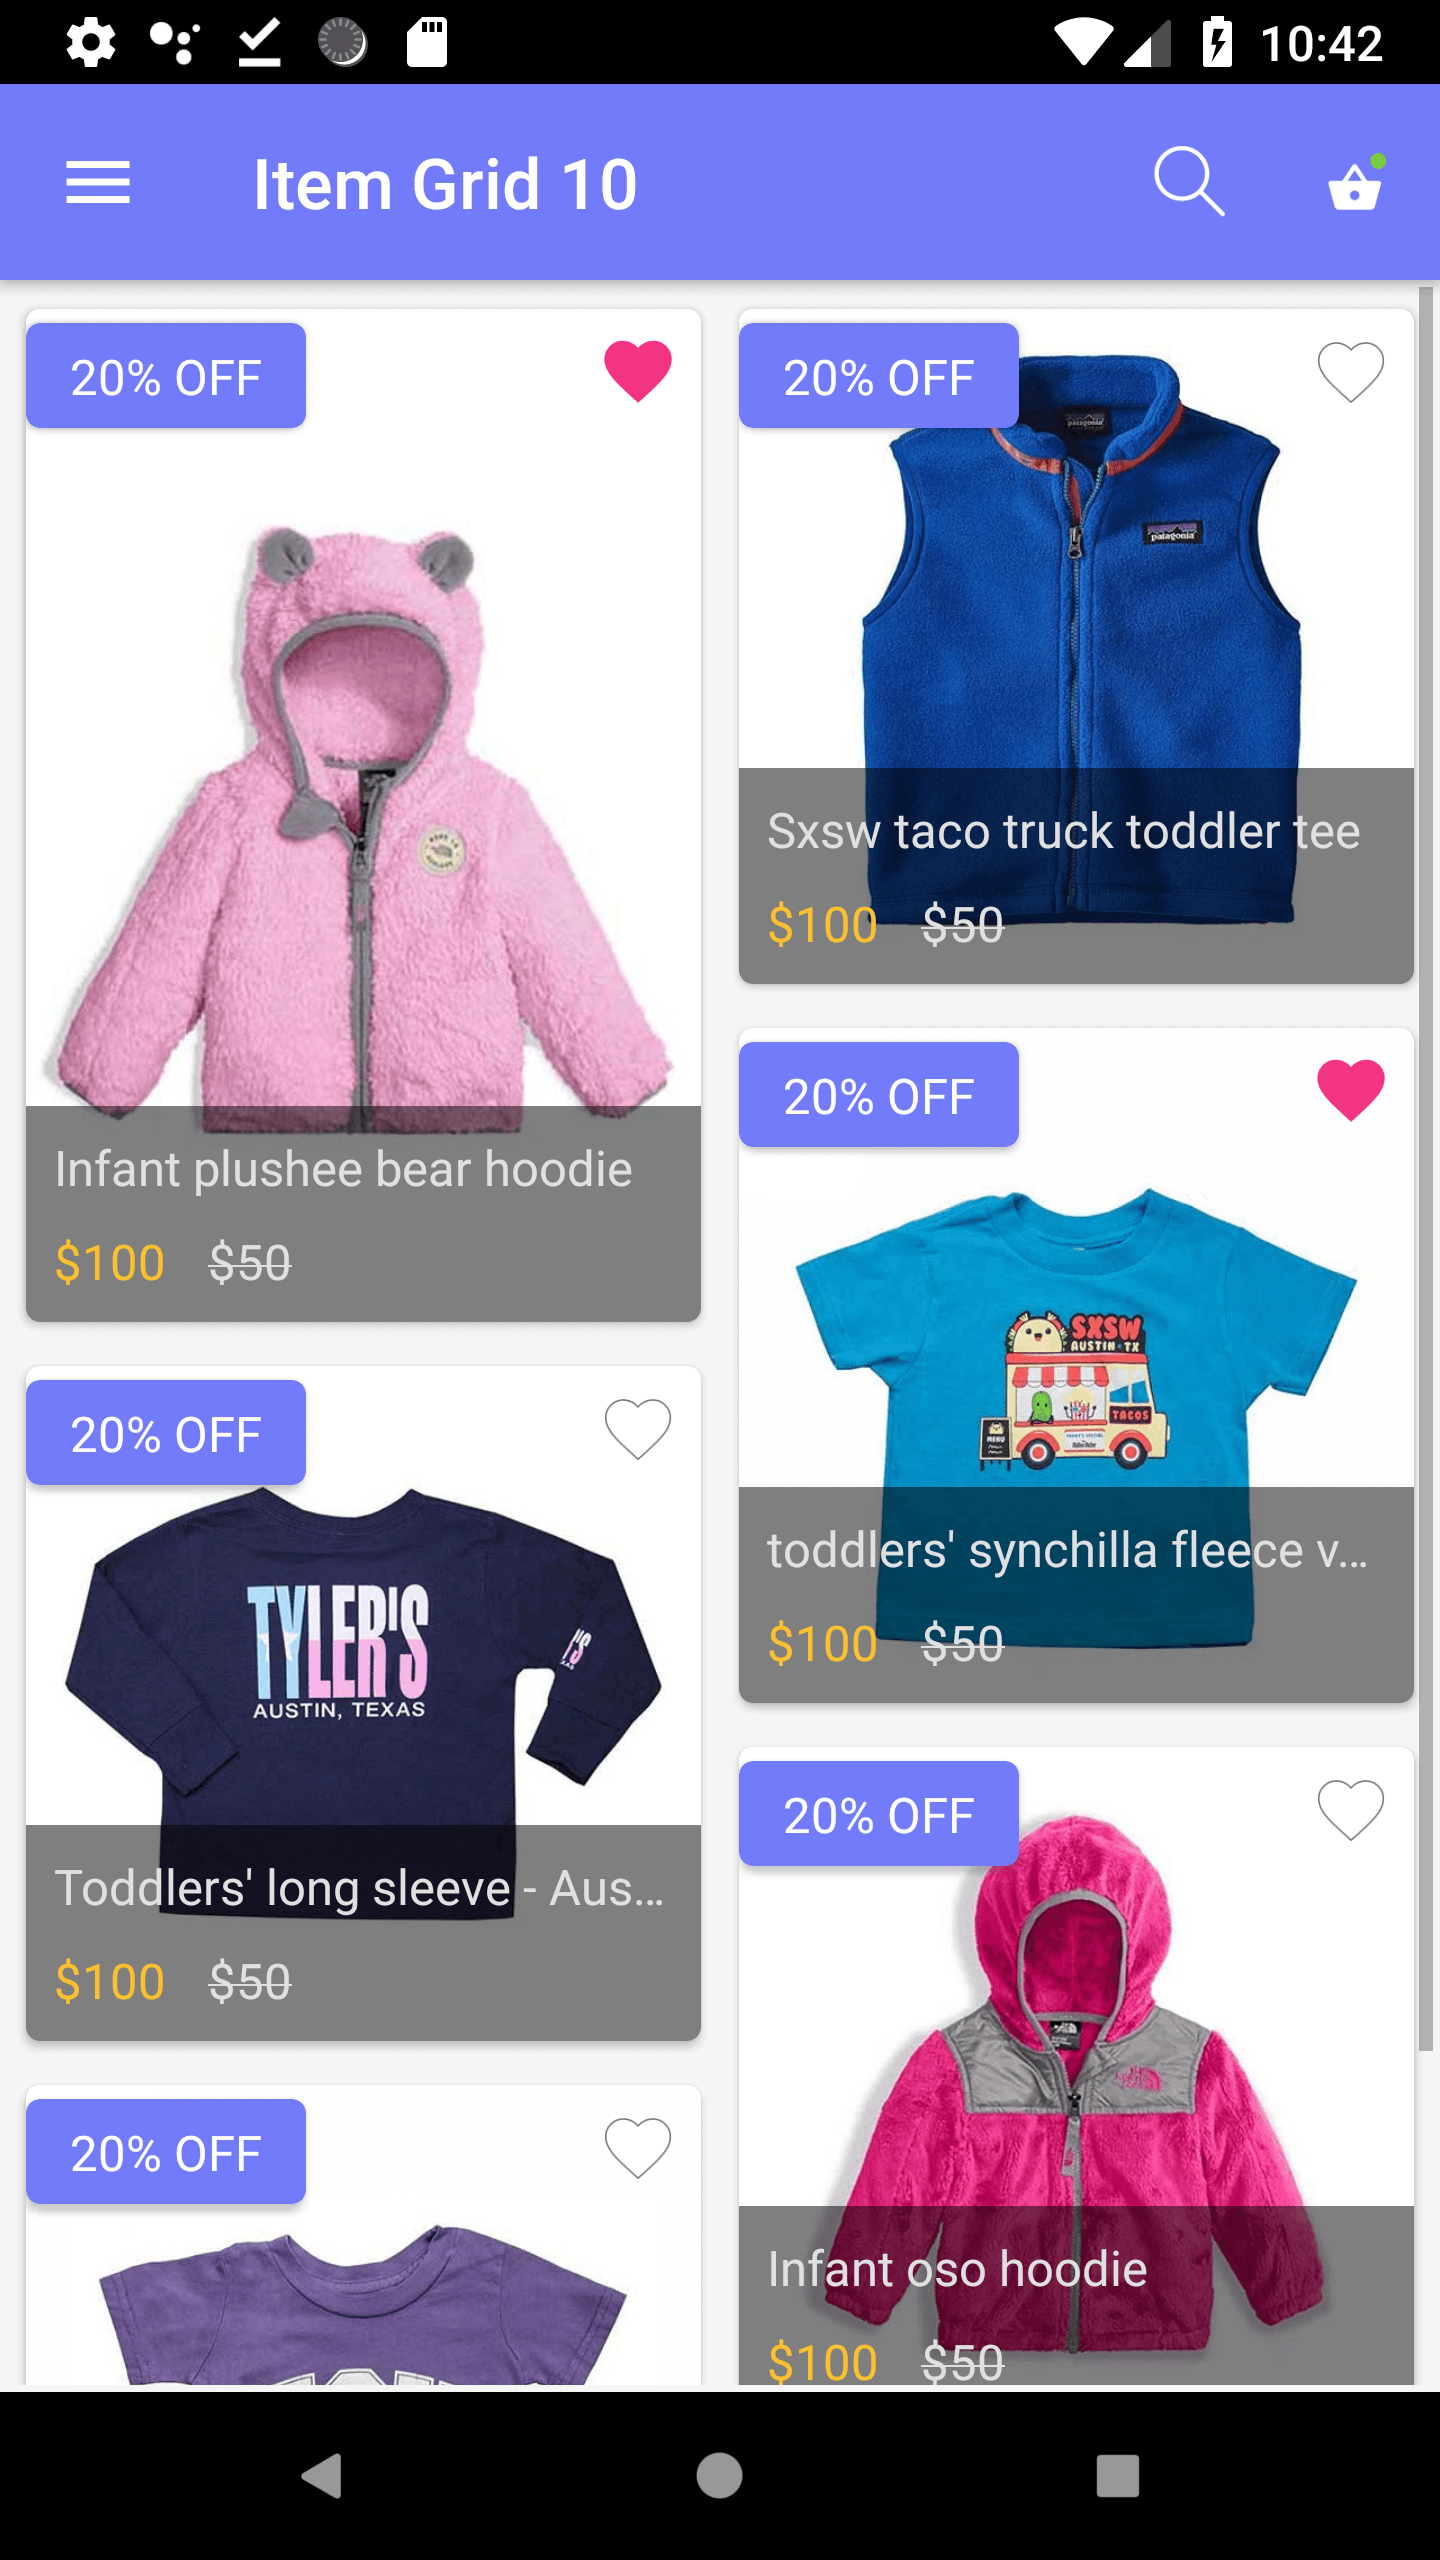 10:42
Item Grid 10
20% OFF
Infant plushee bear hoodie
$100 $50
20% OFF
patagonia
patagonia
Sxsw taco truck toddler tee
$100 $50
20% OFF
SXSW
AUSTIN TX
TACOS
MENU
toddlers' synchilla fleece v...
$100 $50
20% OFF
TYLER'S
AUSTIN, TEXAS
Toddlers' long sleeve - Aus...
$100 $50
20% OFF
Infant oso hoodie
$100 $50
20% OFF